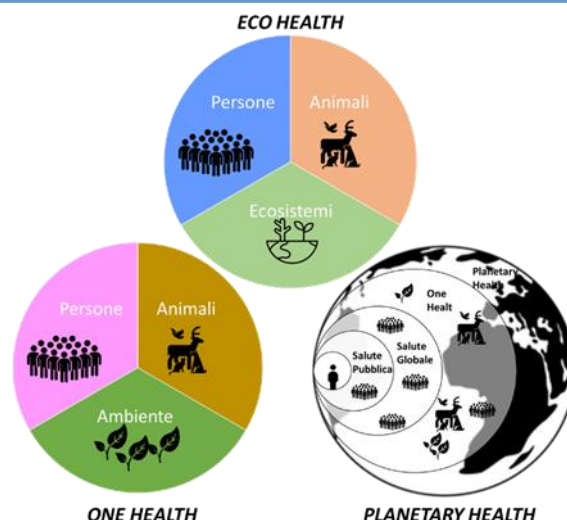 ECO HEALTH
Persone
Animali
Ecosistemi
Persone
Animali
Ambiente
ONE HEALTH
Planetary
Health
One
Healt
Salute
Globale
Salute
Pubblica
PLANETARY HEALTH